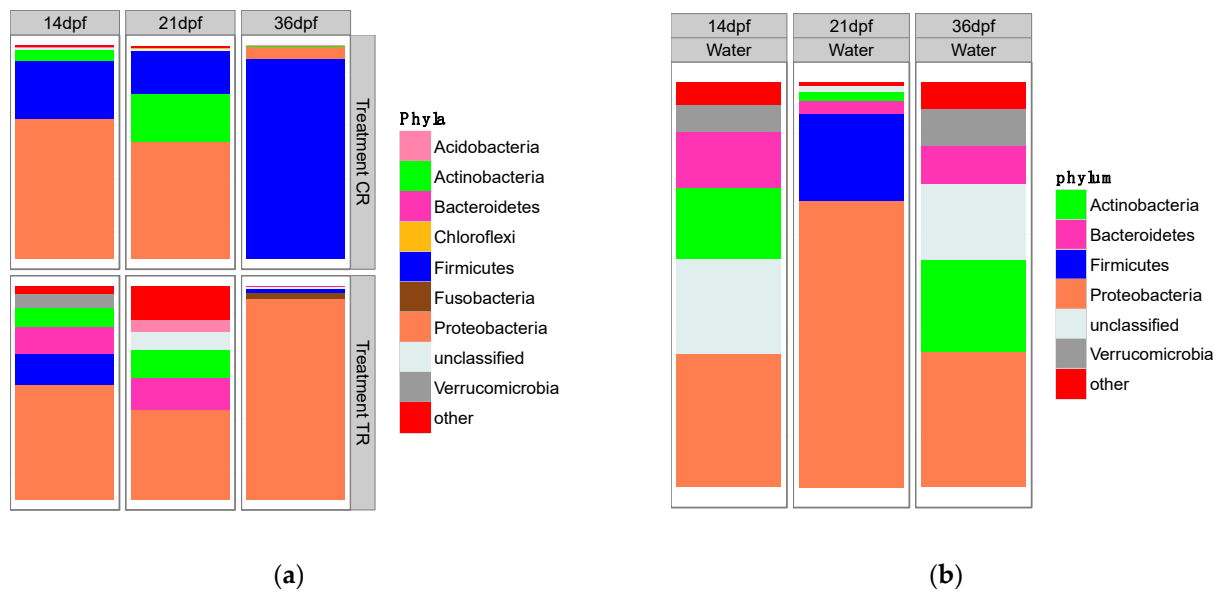 14dpf 21dpf 36dpf
Treatment CR
Treatment TR
Phyla
Acidobacteria
Actinobacteria
Bacteroidetes
Chloroflexi
Firmicutes
Fusobacteria
Proteobacteria
unclassified
Verrucomicrobia
other
(a)
14dpf 21dpf 36dpf
Water Water Water
phylum
Actinobacteria
Bacteroidetes
Firmicutes
Proteobacteria
unclassified
Verrucomicrobia
other
(b)